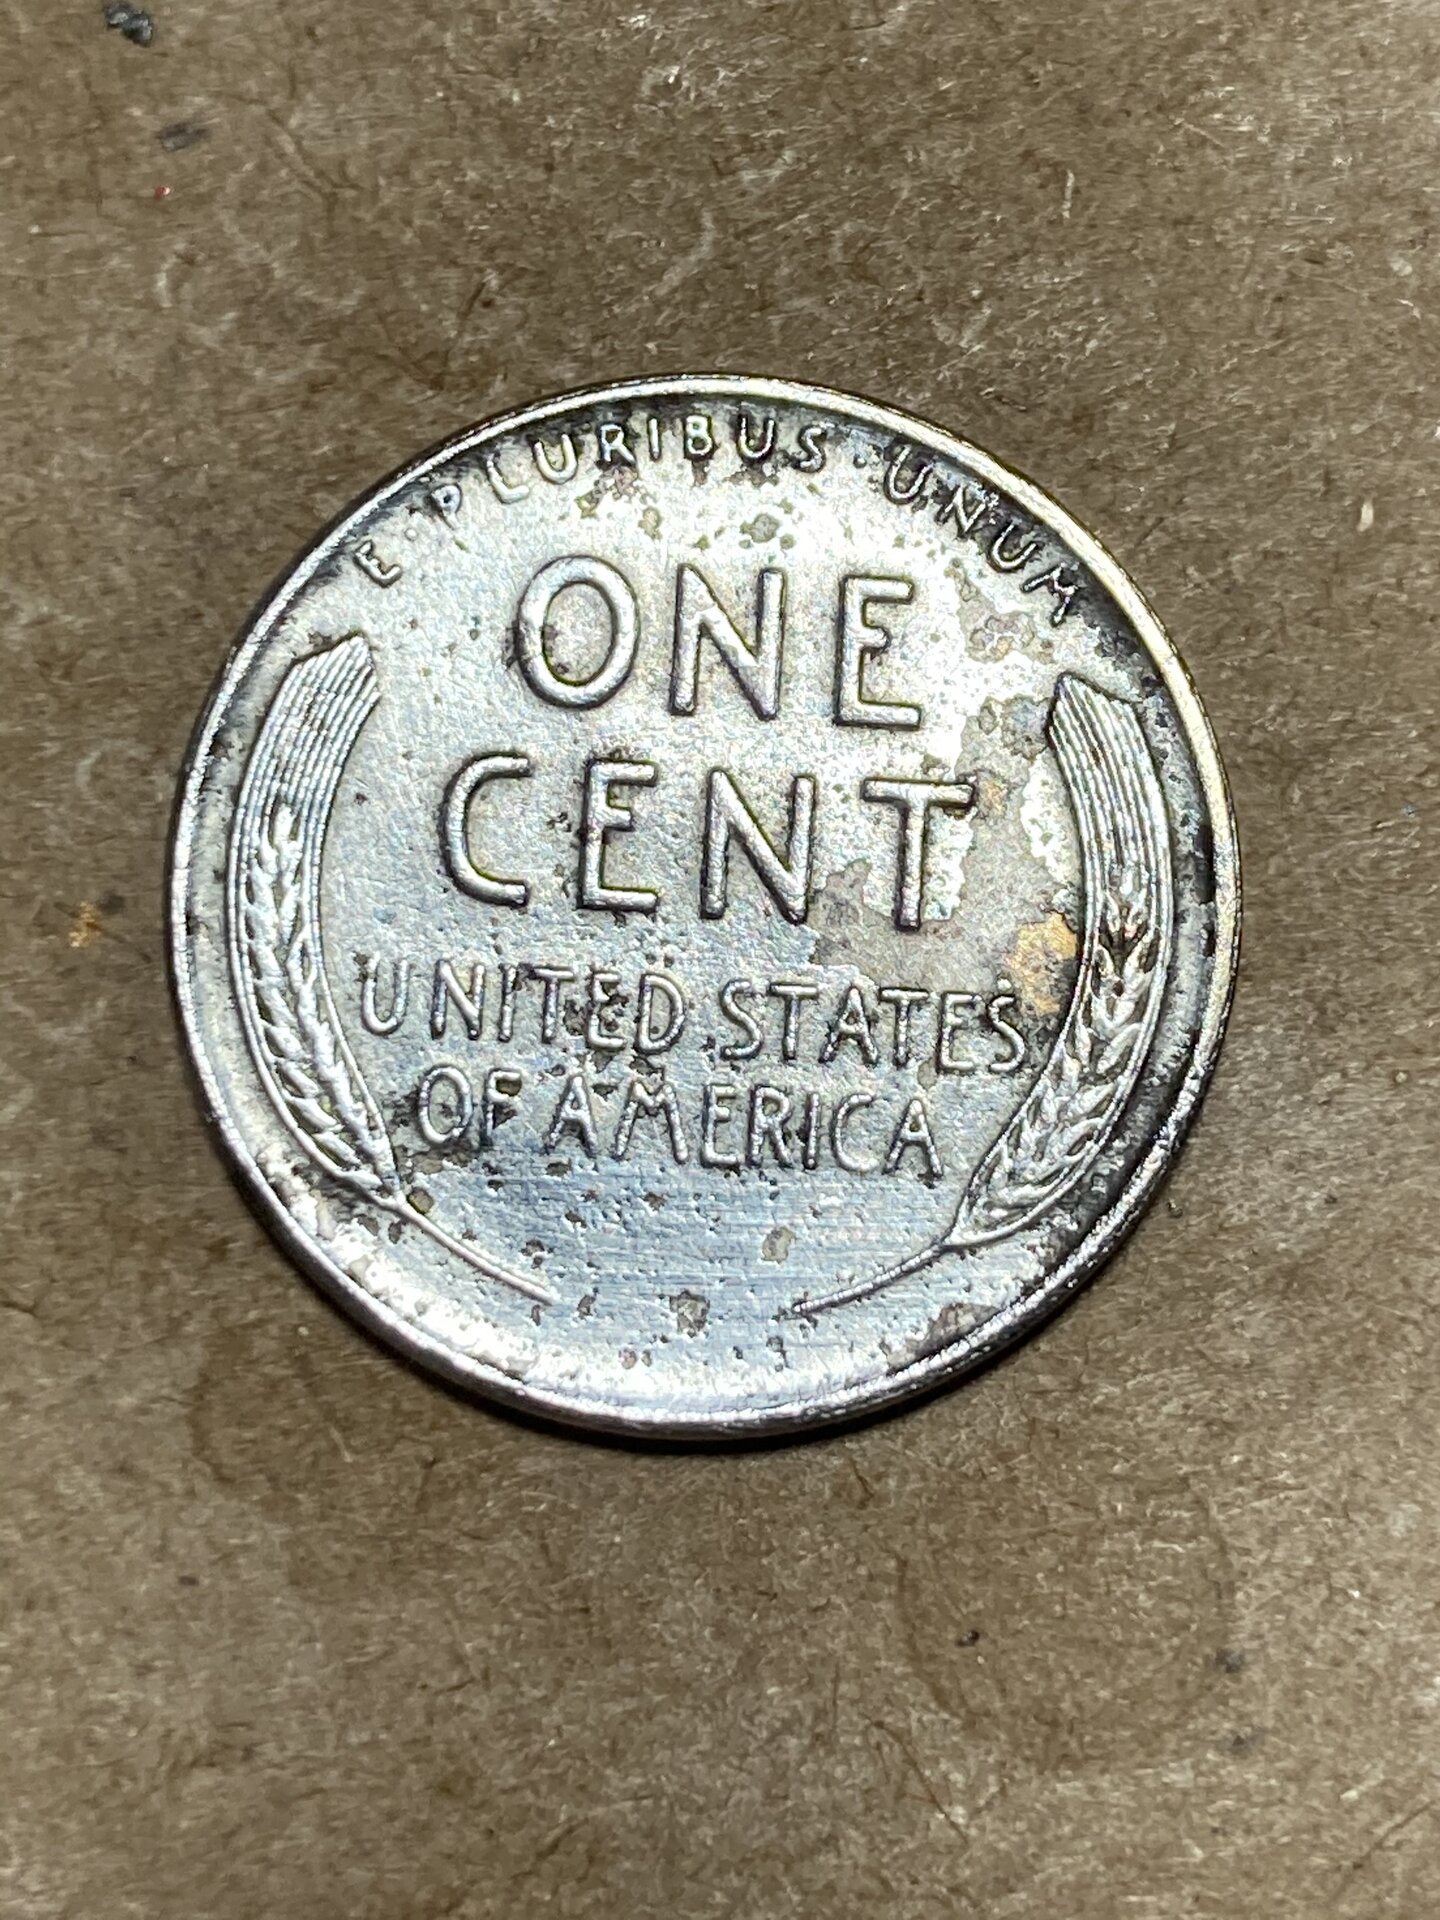 E·PLURIBUS·UNUM
ONE
CENT
UNITED STATES
OF AMERICA